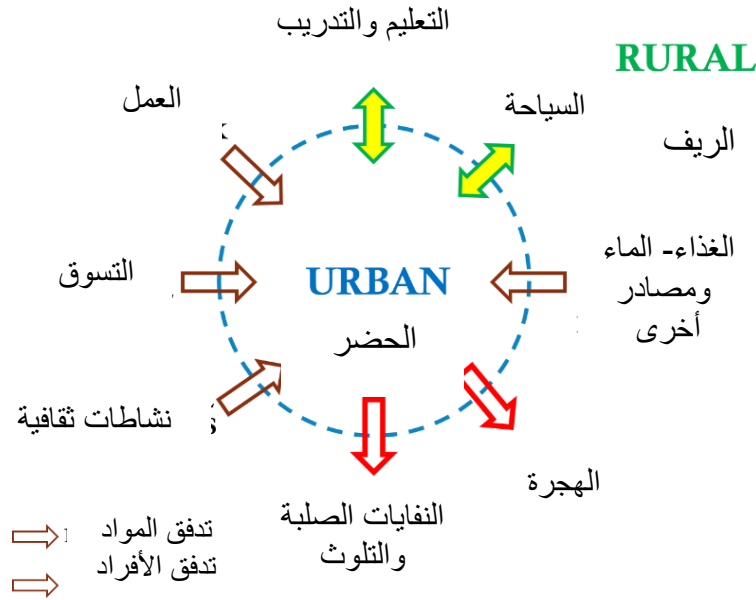 التعليم والتدريب
RURAL
السياحة
العمل
الريف
الغذاء- الماء
ومصادر
أخرى
التسوق
URBAN
الحضر
نشاطات ثقافية
الهجرة
النفايات الصلبة
والتلوث
تدفق المواد
تدفق الأفراد